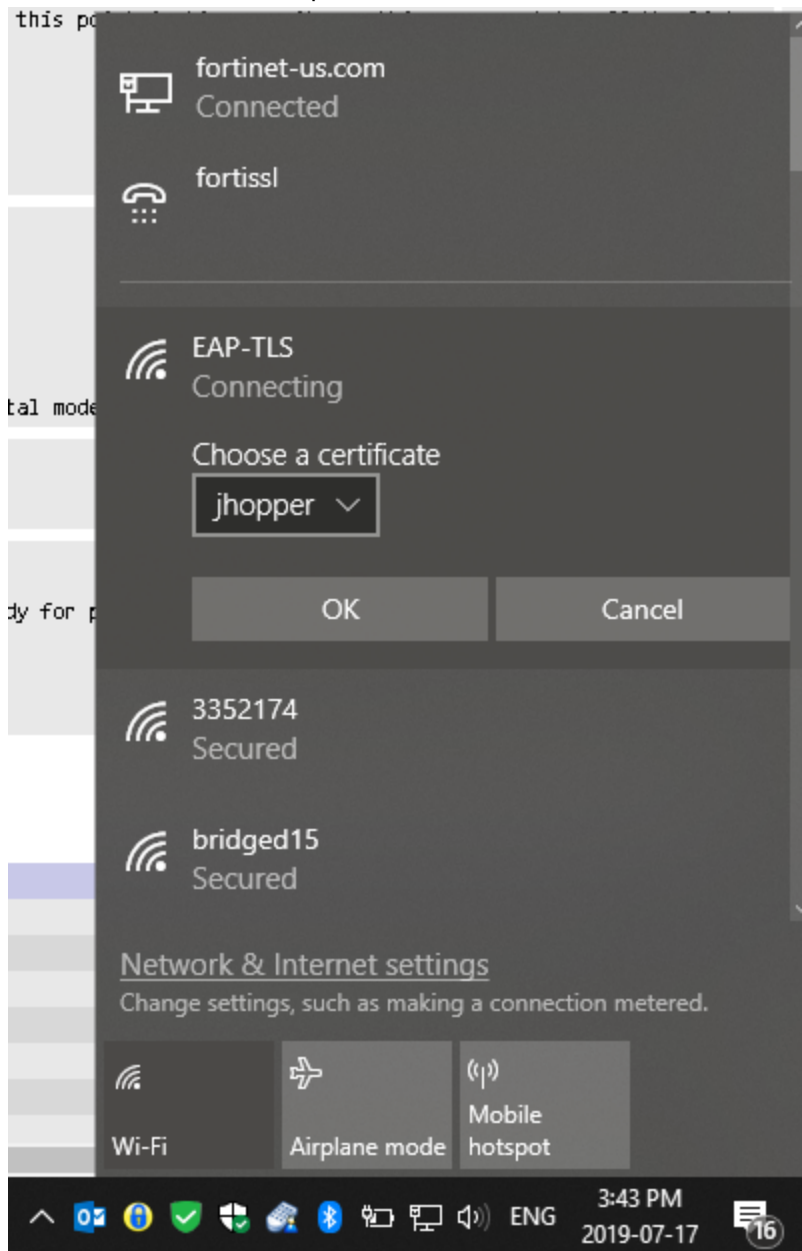 this po
fortinet-us.com
Connected
fortissl
EAP-TLS
Connecting
tal mode
Choose a certificate
jhopper
dy for p
OK
Cancel
3352174
Secured
bridged15
Secured
Network & Internet settings
Change settings, such as making a connection metered.
Wi-Fi
Airplane mode
Mobile
hotspot
ENG
3:43 PM
2019-07-17
16